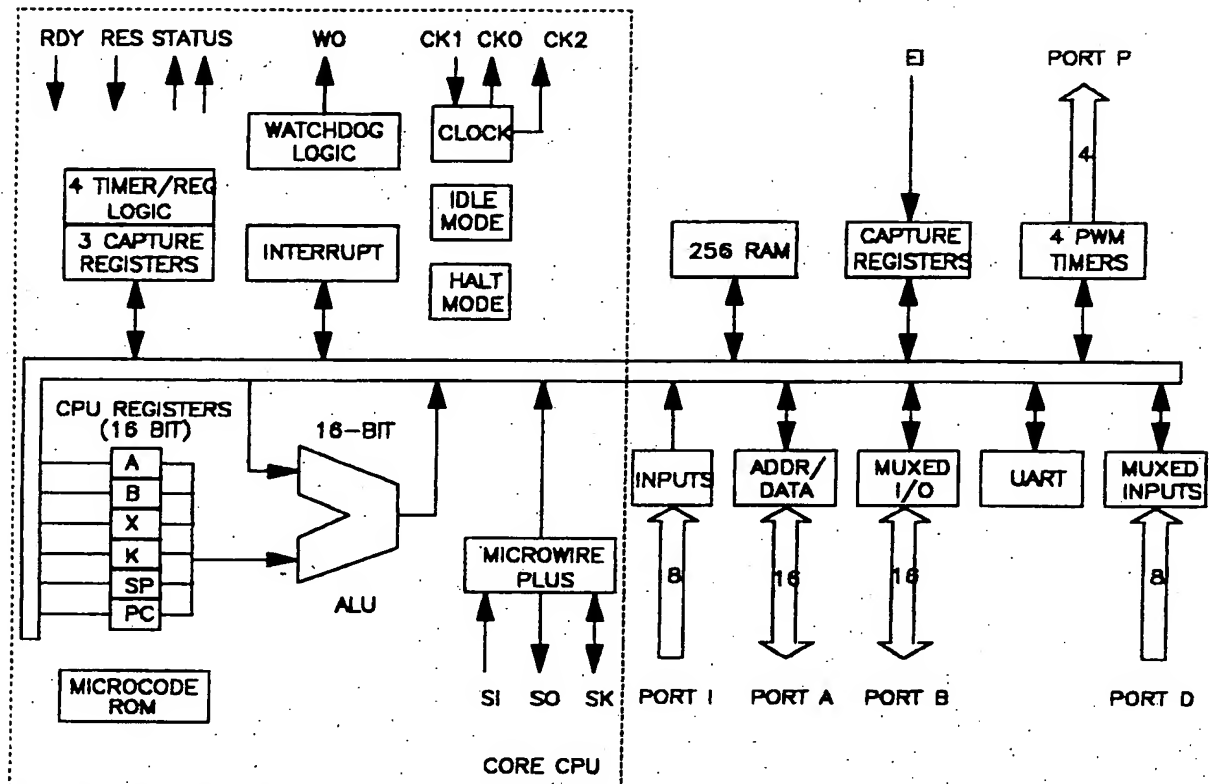 RDY RES STATUS WO CK1 CK0 CK2 EI PORT P
WATCHDOG
LOGIC
CLOCK
4
4 TIMER/REG
LOGIC
3 CAPTURE
REGISTERS
INTERRUPT
IDLE
MODE
HALT
MODE
256 RAM
CAPTURE
REGISTERS
4 PWM
TIMERS
CPU REGISTERS
(16 BIT)
A
B
X
K
SP
PC
16-BIT
ALU
MICROWIRE
PLUS
INPUTS
ADDR/
DATA
MUXED
I/O
UART
MUXED
INPUTS
8
16
16
8
MICROCODE
ROM
SI SO SK PORT I PORT A PORT B PORT D
CORE CPU